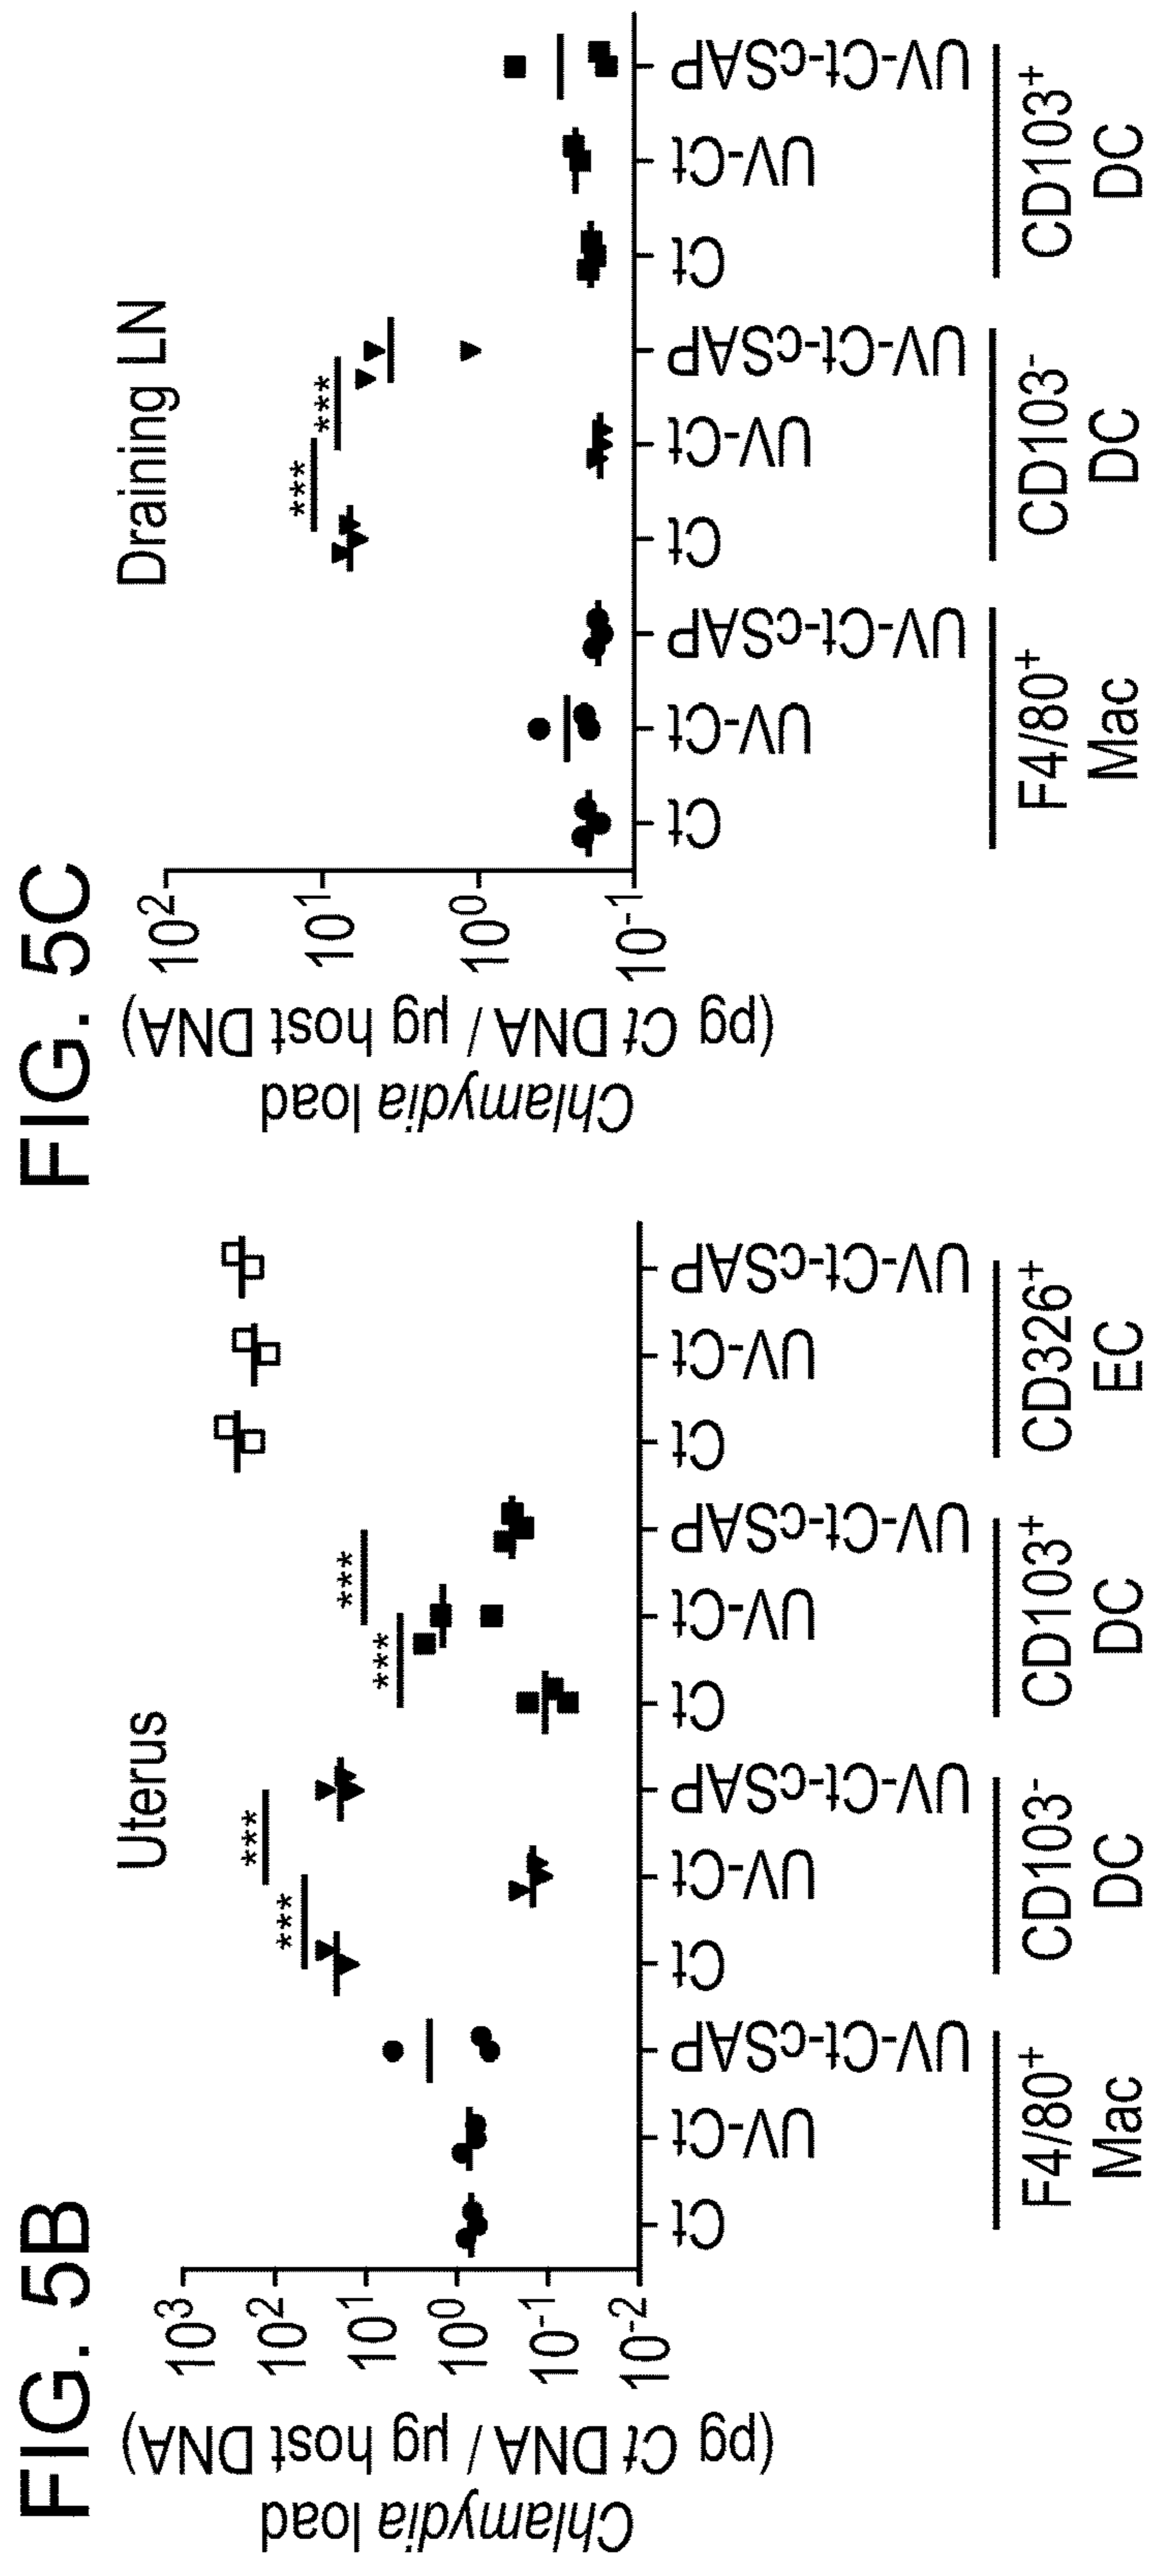 FIG. 5B
Uterus
Chlamydia load
(pg Ct DNA / µg host DNA)
10³
10²
10¹
10⁰
10⁻¹
10⁻²
***
***
***
***
Ct
UV-Ct
UV-Ct-cSAP
Ct
UV-Ct
UV-Ct-cSAP
Ct
UV-Ct
UV-Ct-cSAP
Ct
UV-Ct
UV-Ct-cSAP
F4/80⁺
Mac
CD103⁻
DC
CD103⁺
DC
CD326⁺
EC
FIG. 5C
Draining LN
Chlamydia load
(pg Ct DNA / µg host DNA)
10²
10¹
10⁰
10⁻¹
***
***
Ct
UV-Ct
UV-Ct-cSAP
Ct
UV-Ct
UV-Ct-cSAP
Ct
UV-Ct
UV-Ct-cSAP
F4/80⁺
Mac
CD103⁻
DC
CD103⁺
DC